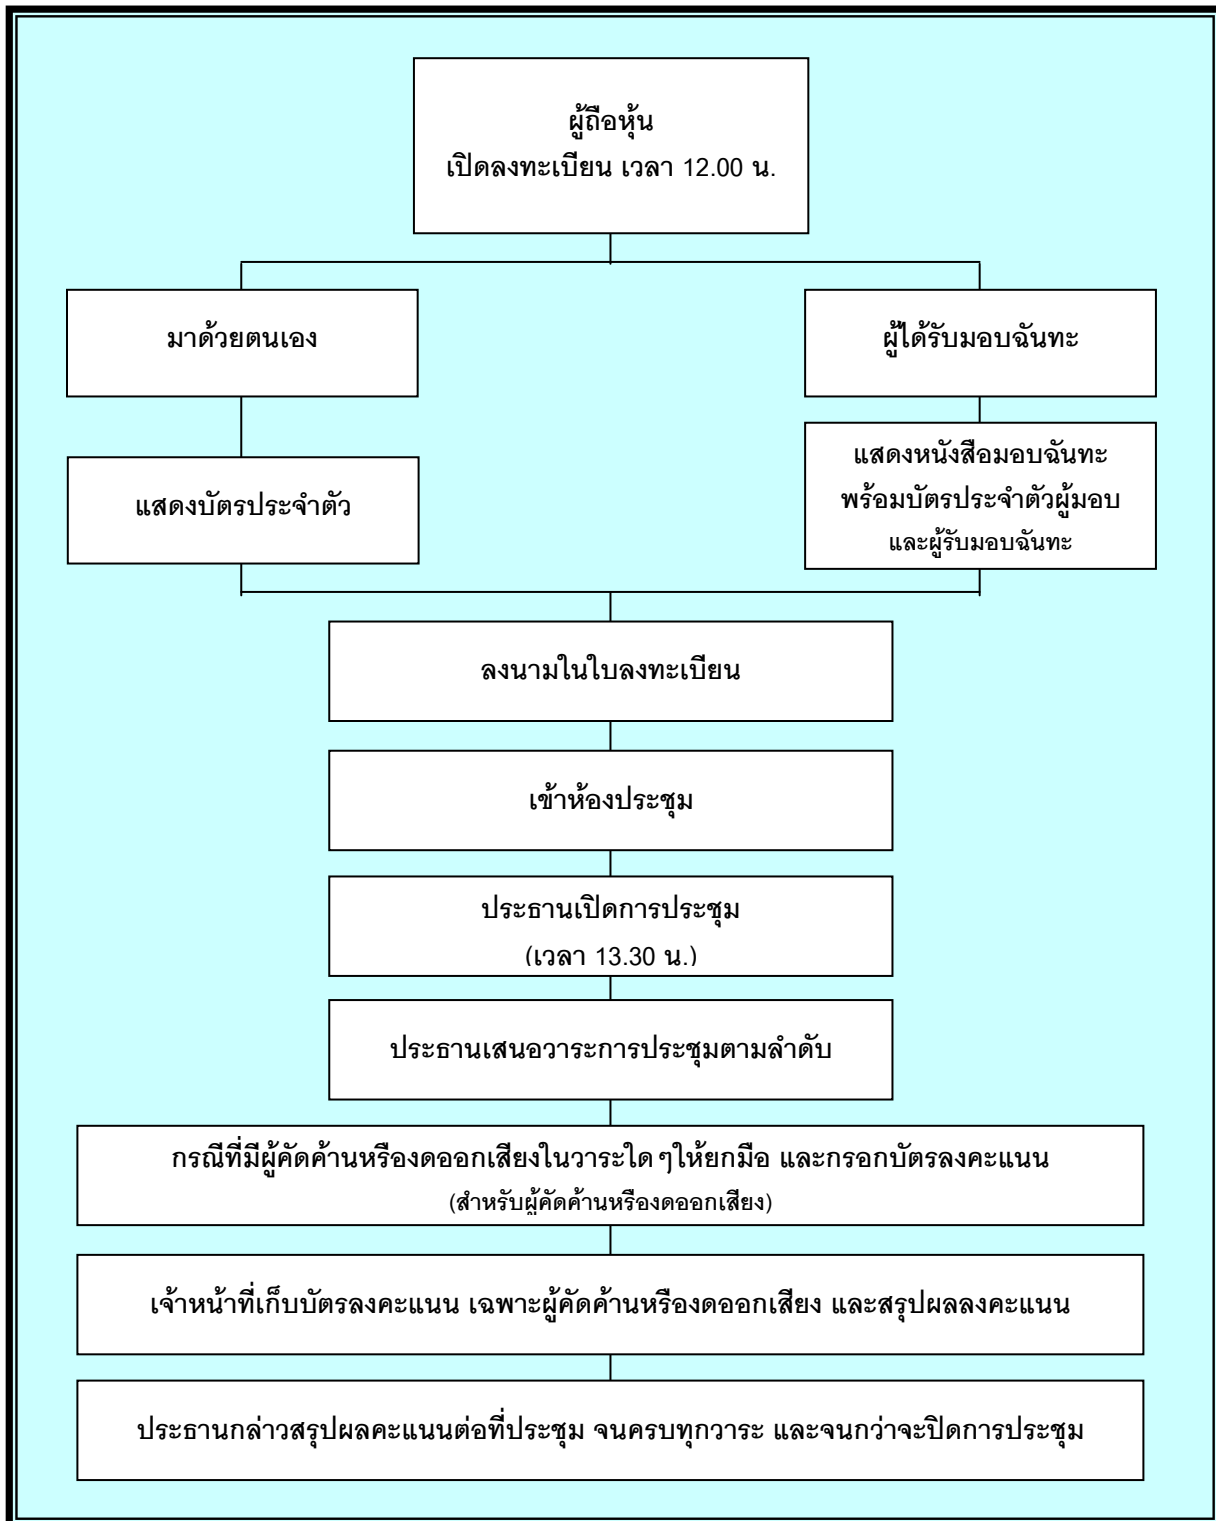 ผู้ถือหุ้น
เปิดลงทะเบียน เวลา 12.00 น.
มาด้วยตนเอง
ผู้ได้รับมอบฉันทะ
แสดงบัตรประจำตัว
แสดงหนังสือมอบฉันทะ
พร้อมบัตรประจำตัวผู้มอบ
และผู้รับมอบฉันทะ
ลงนามในใบลงทะเบียน
เข้าห้องประชุม
ประธานเปิดการประชุม
(เวลา 13.30 น.)
ประธานเสนอวาระการประชุมตามลำดับ
กรณีที่มีผู้คัดค้านหรืองดออกเสียงในวาระใดๆให้ยกมือ และกรอกบัตรลงคะแนน
(สำหรับผู้คัดค้านหรืองดออกเสียง)
เจ้าหน้าที่เก็บบัตรลงคะแนน เฉพาะผู้คัดค้านหรืองดออกเสียง และสรุปผลลงคะแนน
ประธานกล่าวสรุปผลคะแนนต่อที่ประชุม จนครบทุกวาระ และจนกว่าจะปิดการประชุม